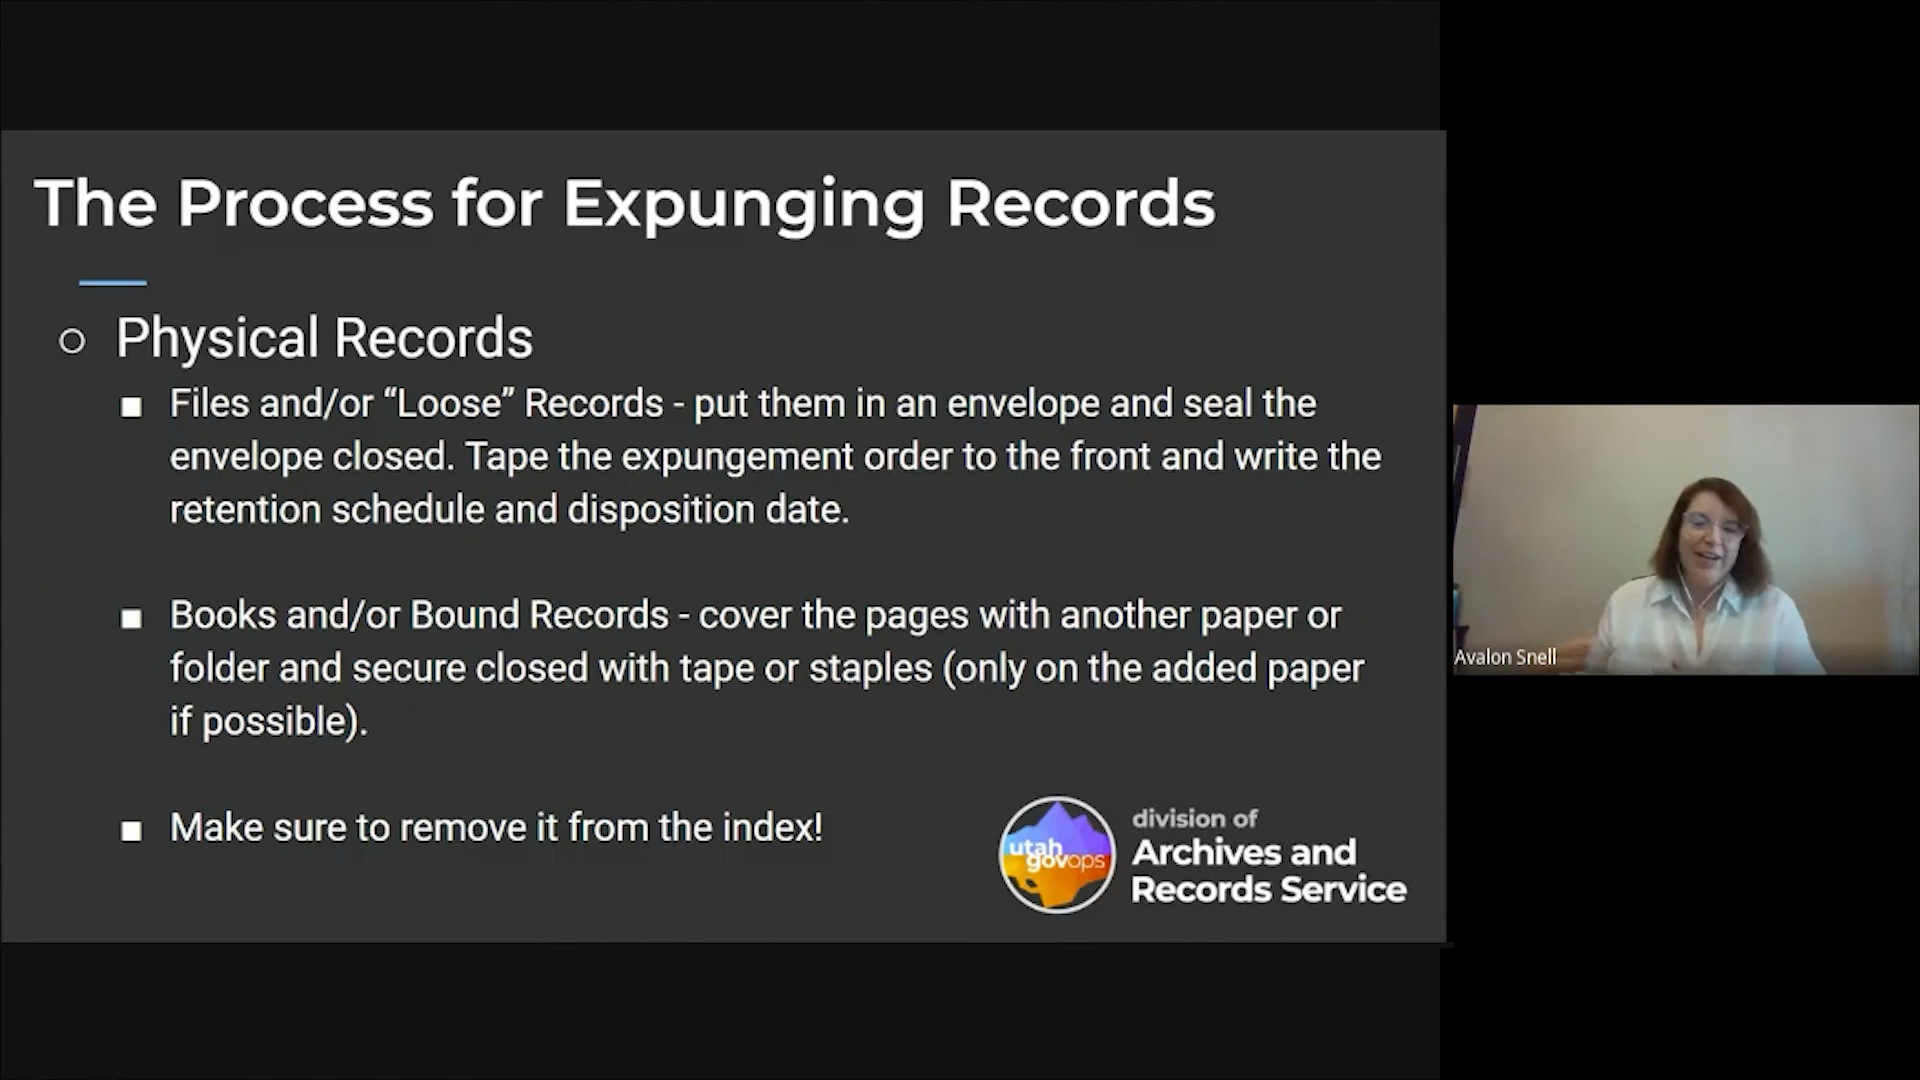 The Process for Expunging Records
Physical Records
Files and/or “Loose” Records - put them in an envelope and seal the
envelope closed. Tape the expungement order to the front and write the
retention schedule and disposition date.
Books and/or Bound Records - cover the pages with another paper or
folder and secure closed with tape or staples (only on the added paper
if possible).
Make sure to remove it from the index!
utah
govops
division of
Archives and
Records Service
Avalon Snell